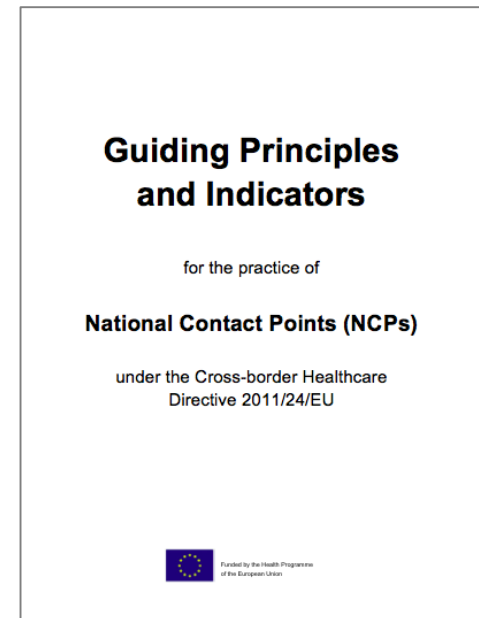 Guiding Principles
and Indicators
for the practice of
National Contact Points (NCPs)
under the Cross-border Healthcare
Directive 2011/24/EU
Funded by the Health Programme
of the European Union